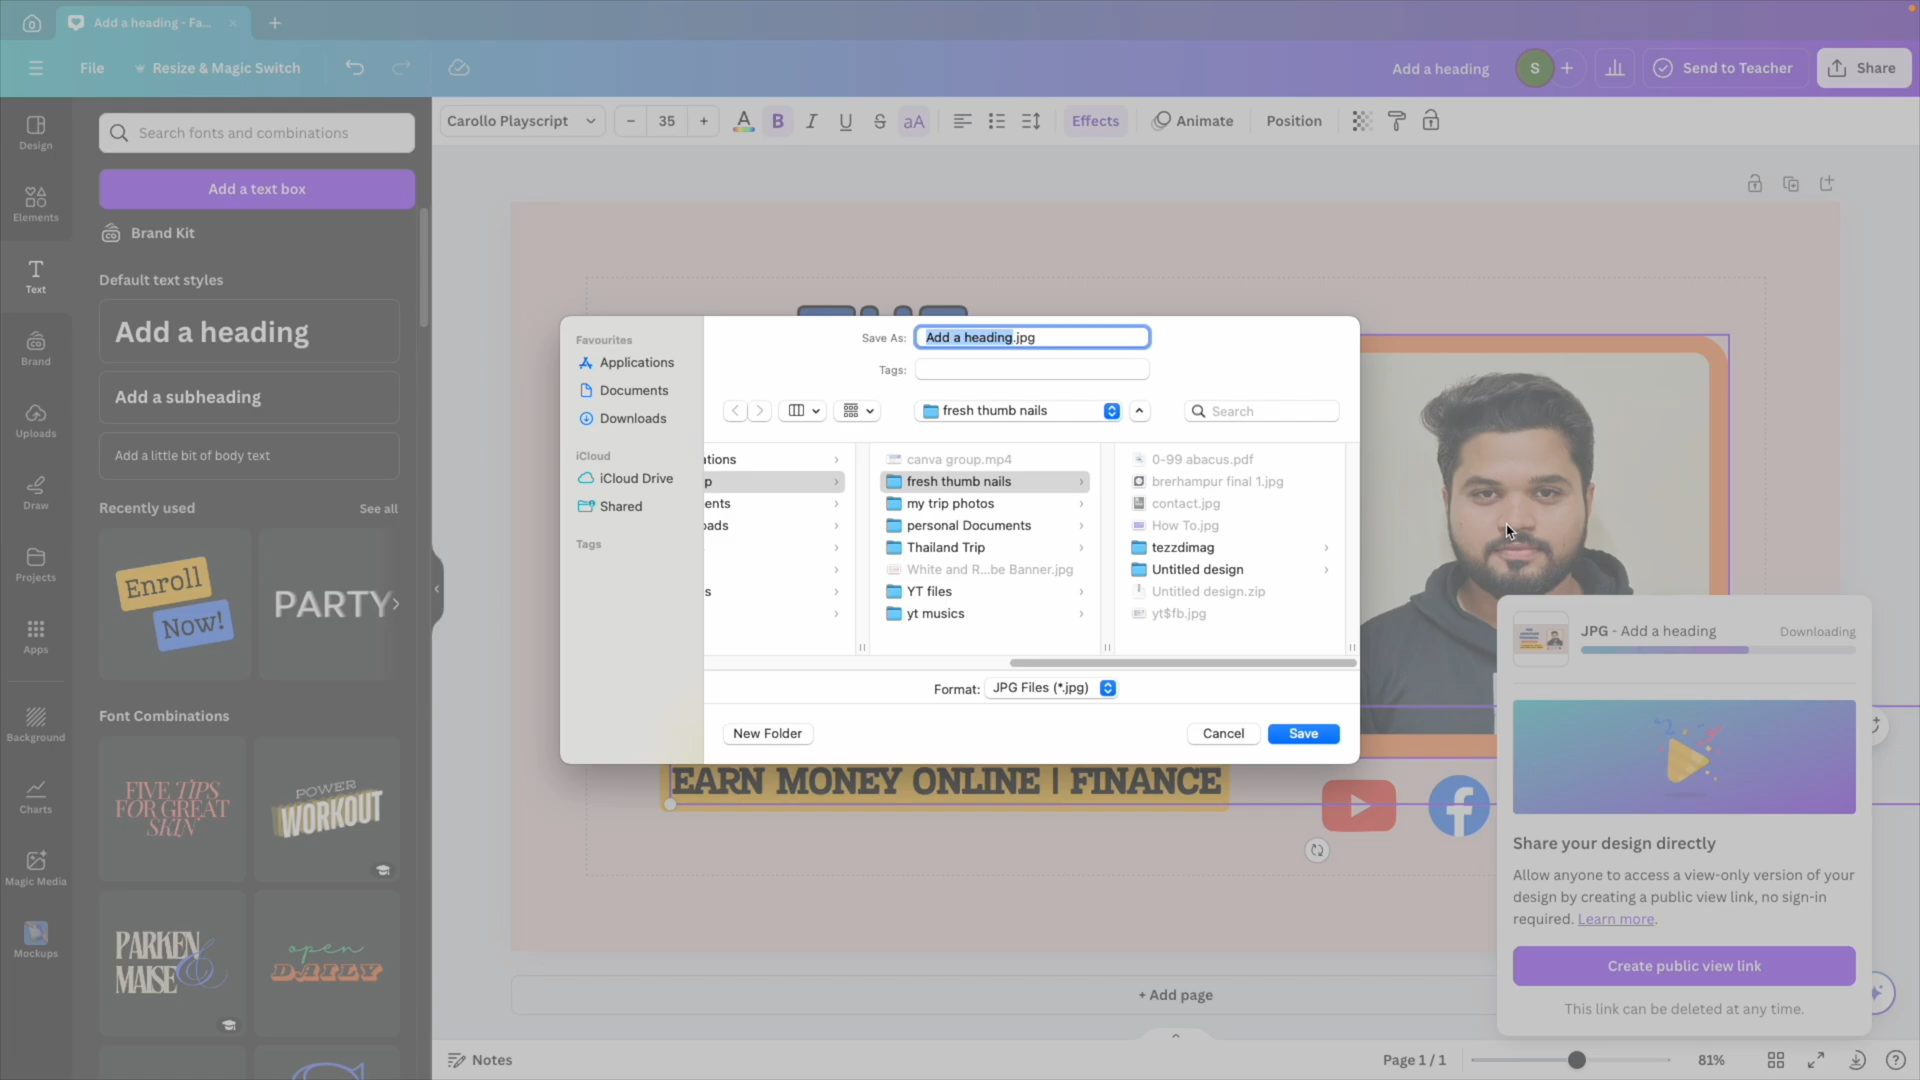 Add a heading - Fa...
File
Resize & Magic Switch
Add a heading
S
Send to Teacher
Share
Design
Elements
Text
Brand
Uploads
Draw
Projects
Apps
Background
Charts
Magic Media
Mockups
Search fonts and combinations
Add a text box
Brand Kit
Default text styles
Add a heading
Add a subheading
Add a little bit of body text
Recently used
See all
Enroll
Now!
PARTY
Font Combinations
FIVE TIPS
FOR GREAT
SKIN
POWER
WORKOUT
PARKEN
& MAISE
open
DAILY
Carollo Playscript
35
B
I
U
S
aA
Effects
Animate
Position
Favourites
Applications
Documents
Downloads
iCloud
iCloud Drive
Shared
Tags
Save As:
Add a heading.jpg
Tags:
fresh thumb nails
Search
ations
p
ents
oads
s
canva group.mp4
fresh thumb nails
my trip photos
personal Documents
Thailand Trip
White and R...be Banner.jpg
YT files
yt musics
0-99 abacus.pdf
brerhampur final 1.jpg
contact.jpg
How To.jpg
tezzdimag
Untitled design
Untitled design.zip
yt$fb.jpg
Format:
JPG Files (*.jpg)
New Folder
Cancel
Save
EARN MONEY ONLINE | FINANCE
JPG - Add a heading
Downloading
Share your design directly
Allow anyone to access a view-only version of your
design by creating a public view link, no sign-in
required. Learn more.
Create public view link
This link can be deleted at any time.
+ Add page
Notes
Page 1 / 1
81%